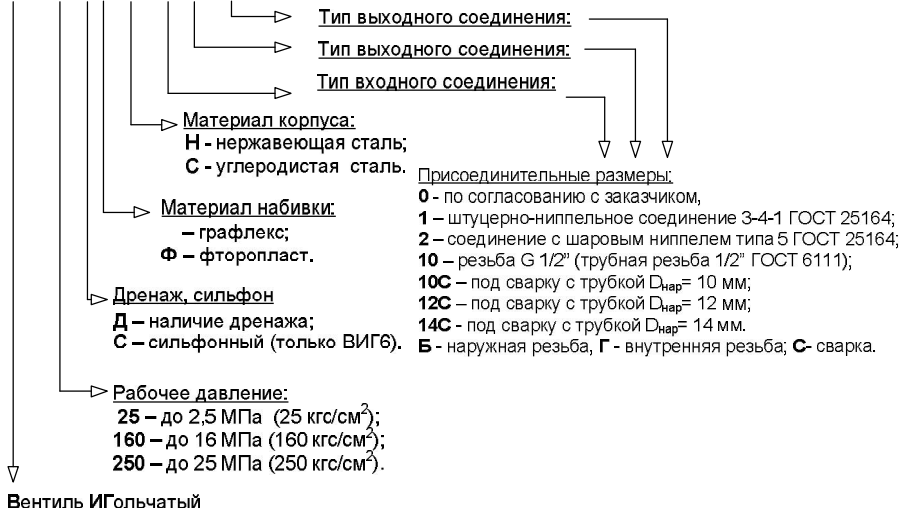 Тип выходного соединения:
Тип выходного соединения:
Тип входного соединения:
Материал корпуса:
Н - нержавеющая сталь;
С - углеродистая сталь.
Присоединительные размеры:
0 - по согласованию с заказчиком,
1 – штуцерно-ниппельное соединение 3-4-1 ГОСТ 25164;
2 – соединение с шаровым ниппелем типа 5 ГОСТ 25164;
10 – резьба G 1/2” (трубная резьба 1/2” ГОСТ 6111);
10С – под сварку с трубкой Dнар= 10 мм;
12С – под сварку с трубкой Dнар= 12 мм;
14С - под сварку с трубкой Dнар= 14 мм.
Б - наружная резьба, Г - внутренняя резьба; С- сварка.
Материал набивки:
– графлекс;
Ф – фторопласт.
Дренаж, сильфон
Д – наличие дренажа;
С – сильфонный (только ВИГ6).
Рабочее давление:
25 – до 2,5 МПа (25 кгс/см²);
160 – до 16 МПа (160 кгс/см²);
250 – до 25 МПа (250 кгс/см²).
Вентиль ИГольчатый